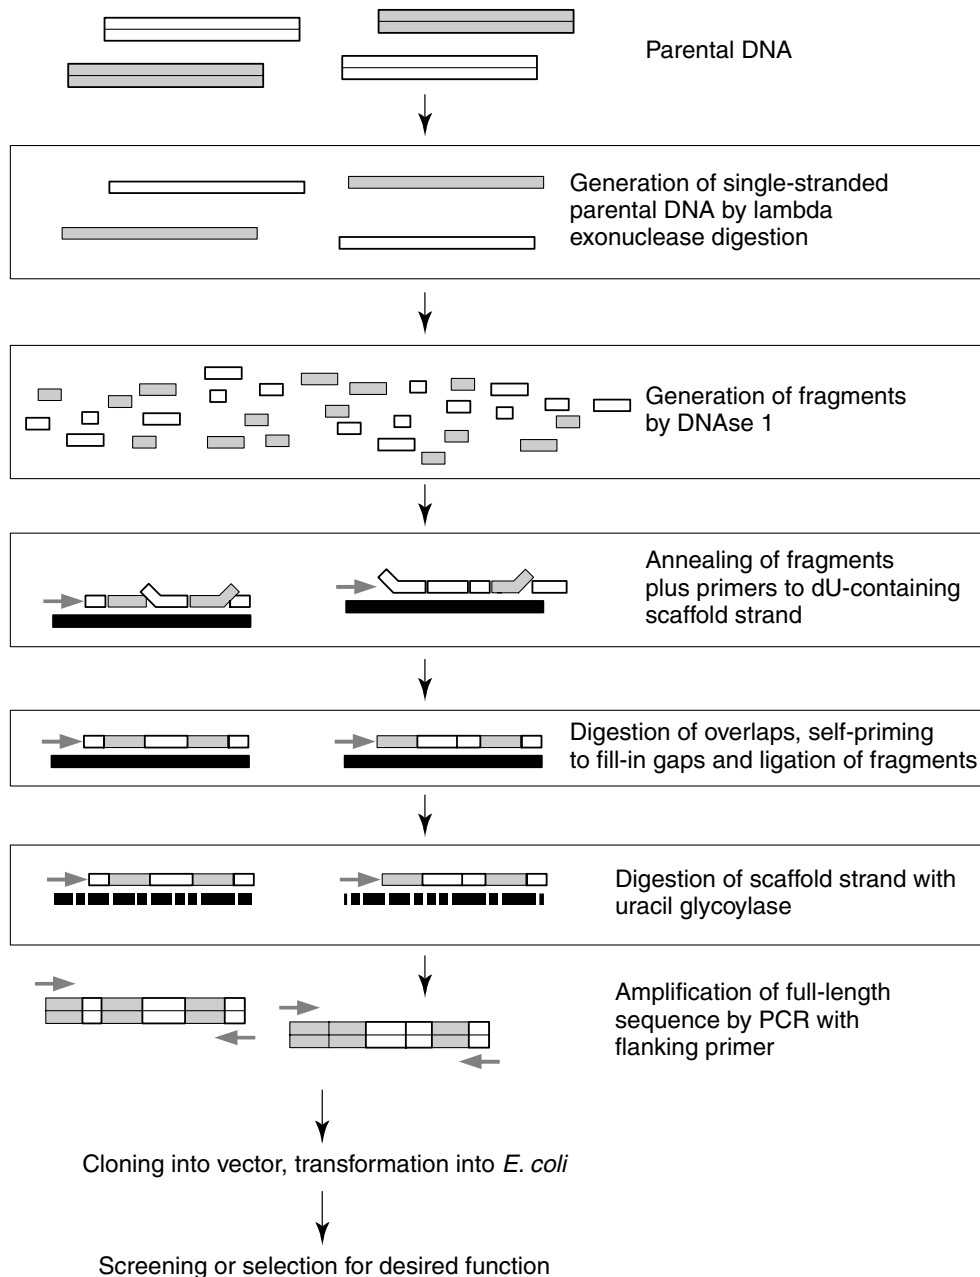 Parental DNA
Generation of single-stranded
parental DNA by lambda
exonuclease digestion
Generation of fragments
by DNAse 1
Annealing of fragments
plus primers to dU-containing
scaffold strand
Digestion of overlaps, self-priming
to fill-in gaps and ligation of fragments
Digestion of scaffold strand with
uracil glycoylase
Amplification of full-length
sequence by PCR with
flanking primer
Cloning into vector, transformation into E. coli
Screening or selection for desired function